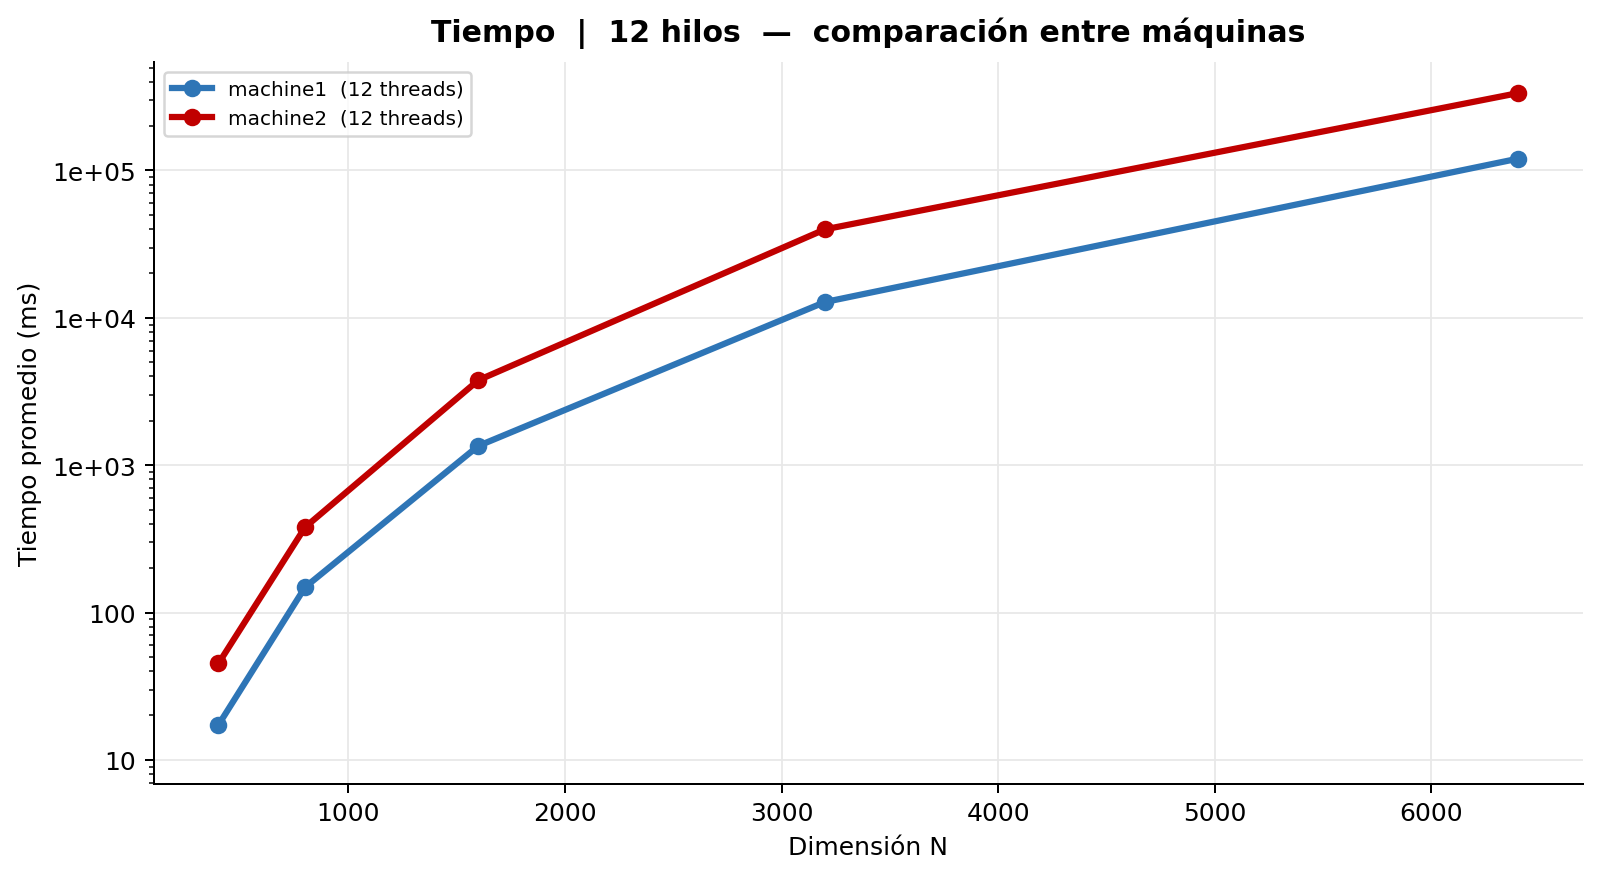 Tiempo | 12 hilos — comparación entre máquinas
machine1 (12 threads)
machine2 (12 threads)
Tiempo promedio (ms)
1e+05
1e+04
1e+03
100
10
1000 2000 3000 4000 5000 6000
Dimensión N